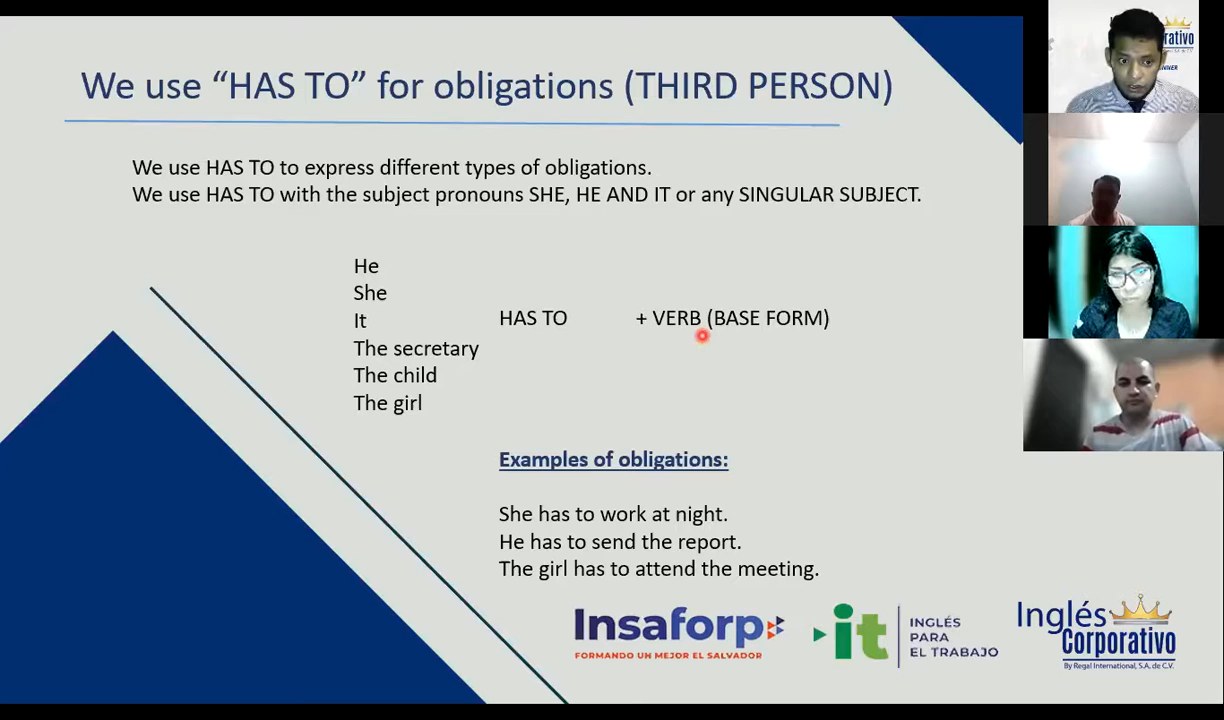 We use “HAS TO” for obligations (THIRD PERSON)
We use HAS TO to express different types of obligations.
We use HAS TO with the subject pronouns SHE, HE AND IT or any SINGULAR SUBJECT.
He
She
It
HAS TO + VERB (BASE FORM)
The secretary
The child
The girl
Examples of obligations:
She has to work at night.
He has to send the report.
The girl has to attend the meeting.
Insaforp
FORMANDO UN MEJOR EL SALVADOR
it
INGLÉS
PARA
EL TRABAJO
Inglés
Corporativo
By Regal International, S.A. de C.V.